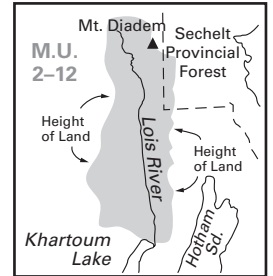 Mt. Diadem
M.U.
2–12
Sechelt
Provincial
Forest
Height
of Land
Lois River
Height
of Land
Khartoum
Lake
Hotham
Sd.